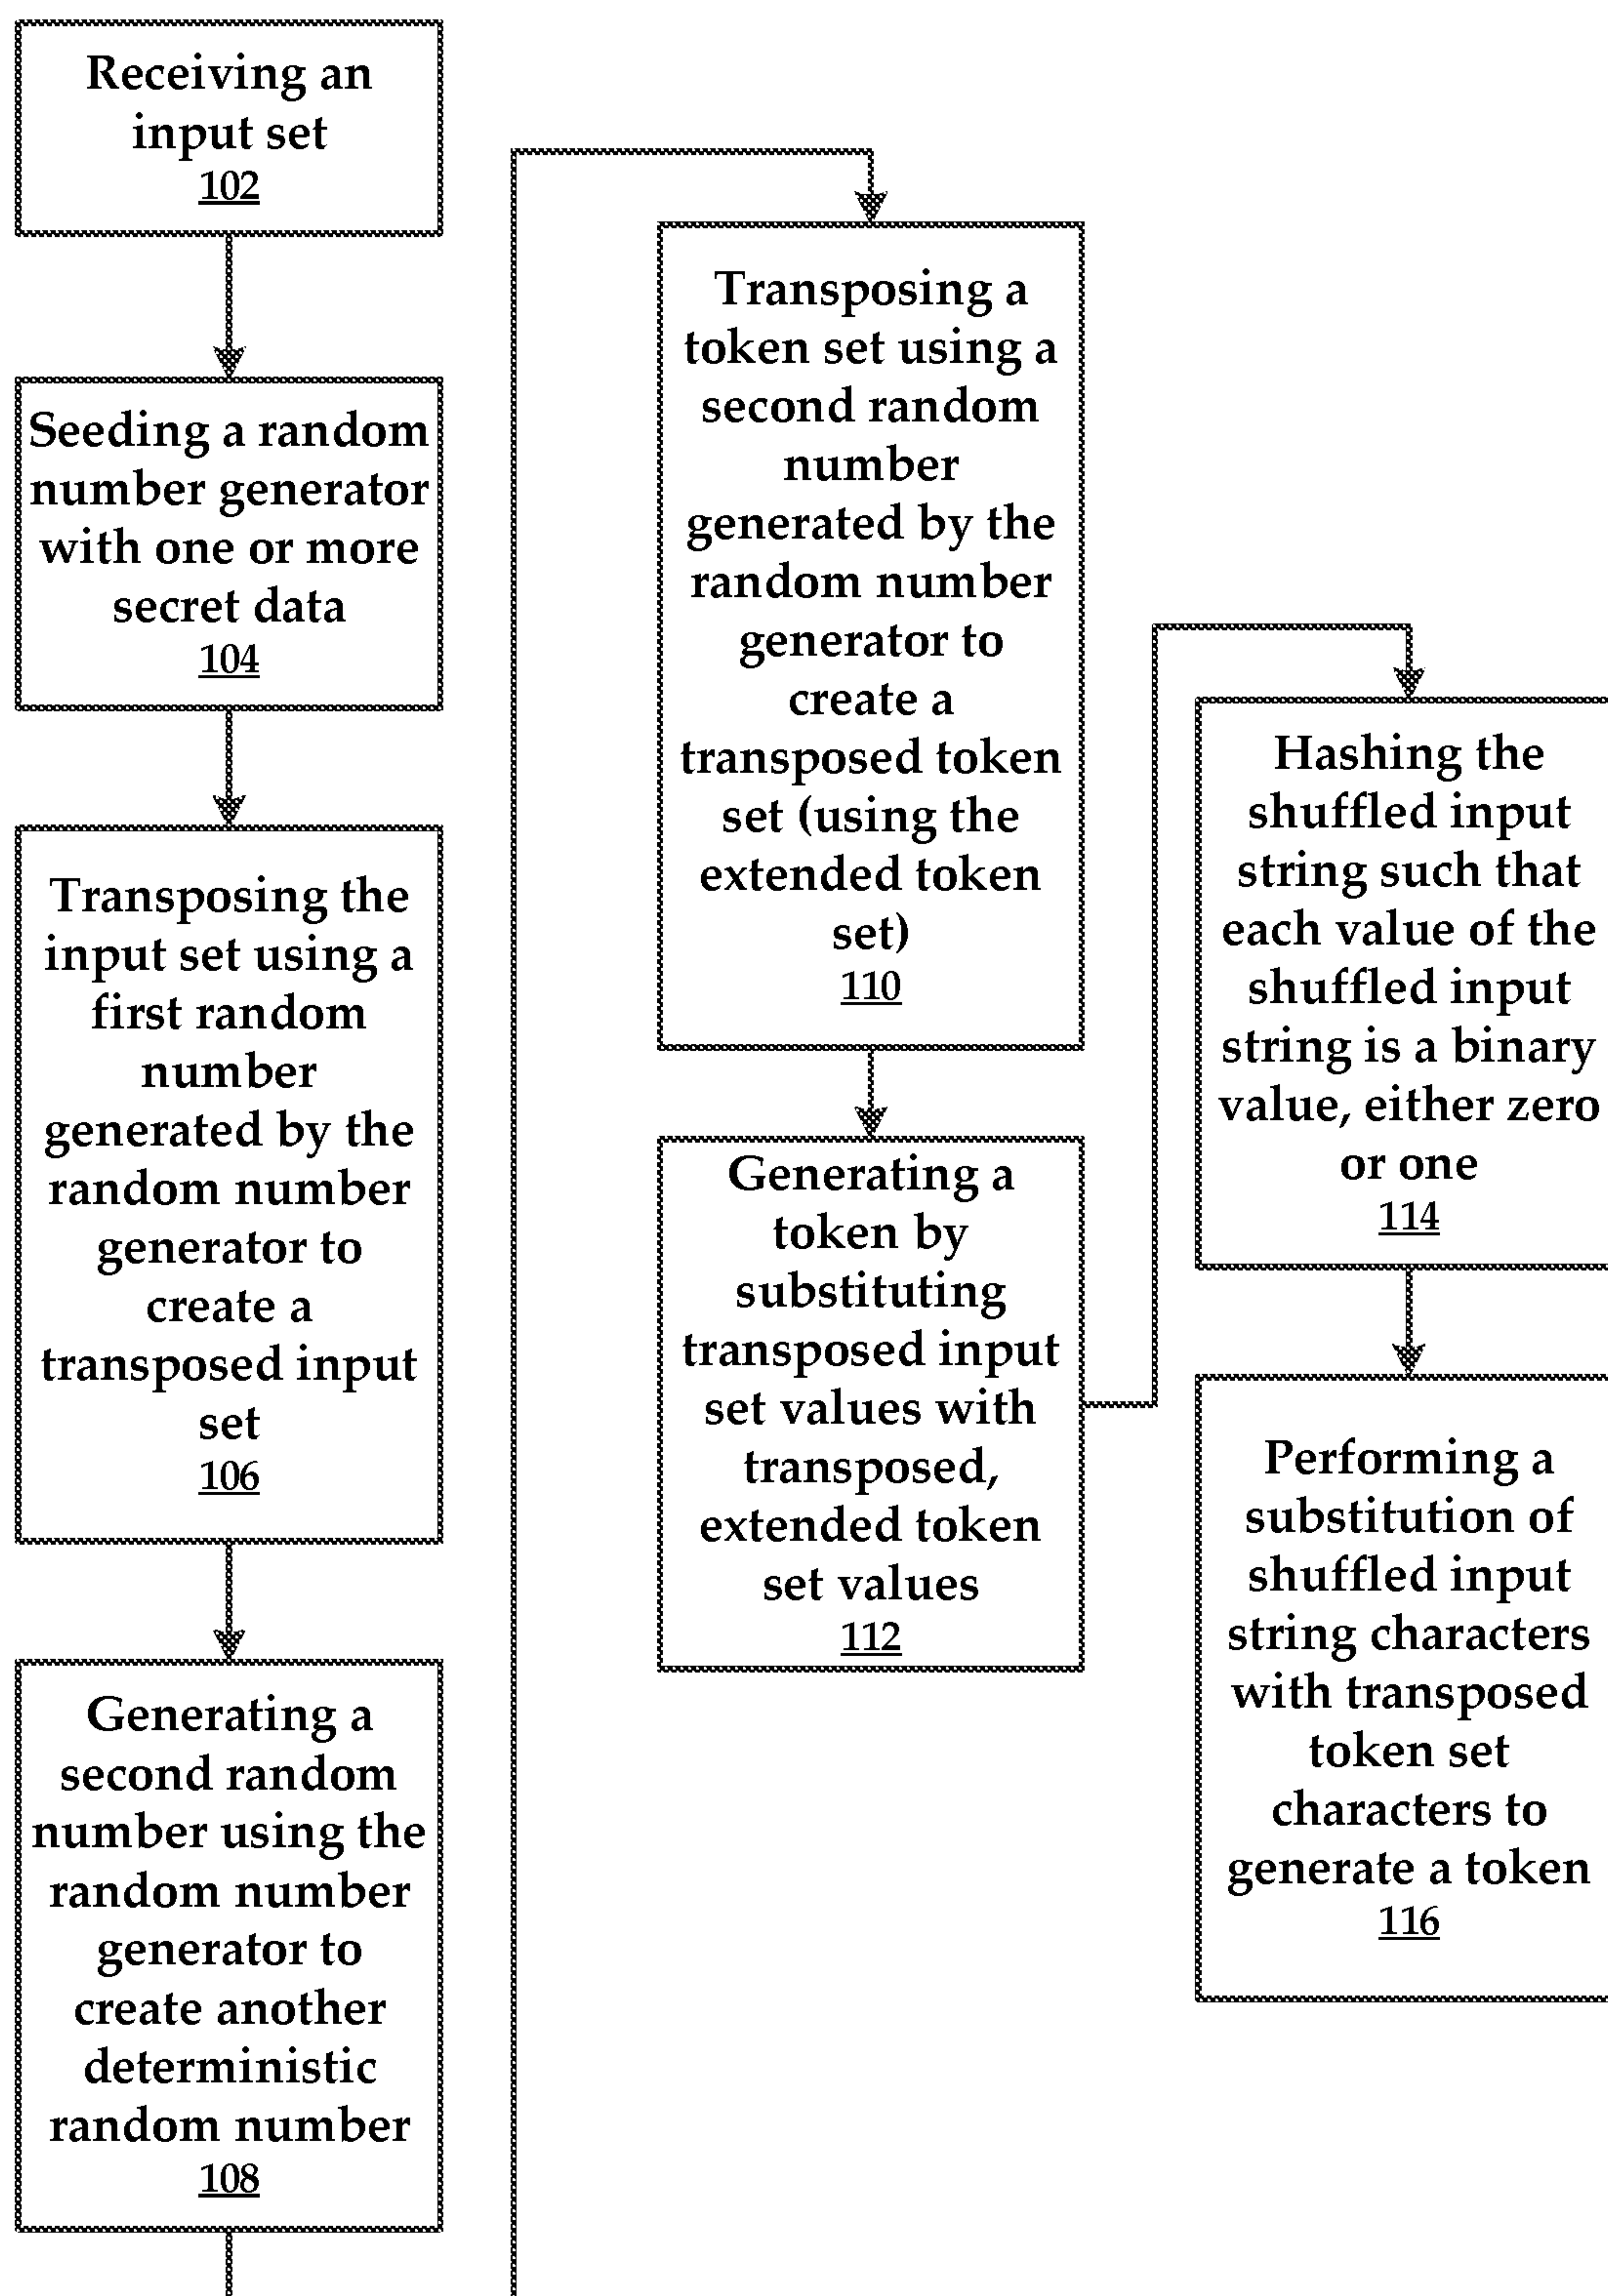 Receiving an
input set
102
Seeding a random
number generator
with one or more
secret data
104
Transposing the
input set using a
first random
number
generated by the
random number
generator to
create a
transposed input
set
106
Generating a
second random
number using the
random number
generator to
create another
deterministic
random number
108
Transposing a
token set using a
second random
number
generated by the
random number
generator to
create a
transposed token
set (using the
extended token
set)
110
Generating a
token by
substituting
transposed input
set values with
transposed,
extended token
set values
112
Hashing the
shuffled input
string such that
each value of the
shuffled input
string is a binary
value, either zero
or one
114
Performing a
substitution of
shuffled input
string characters
with transposed
token set
characters to
generate a token
116